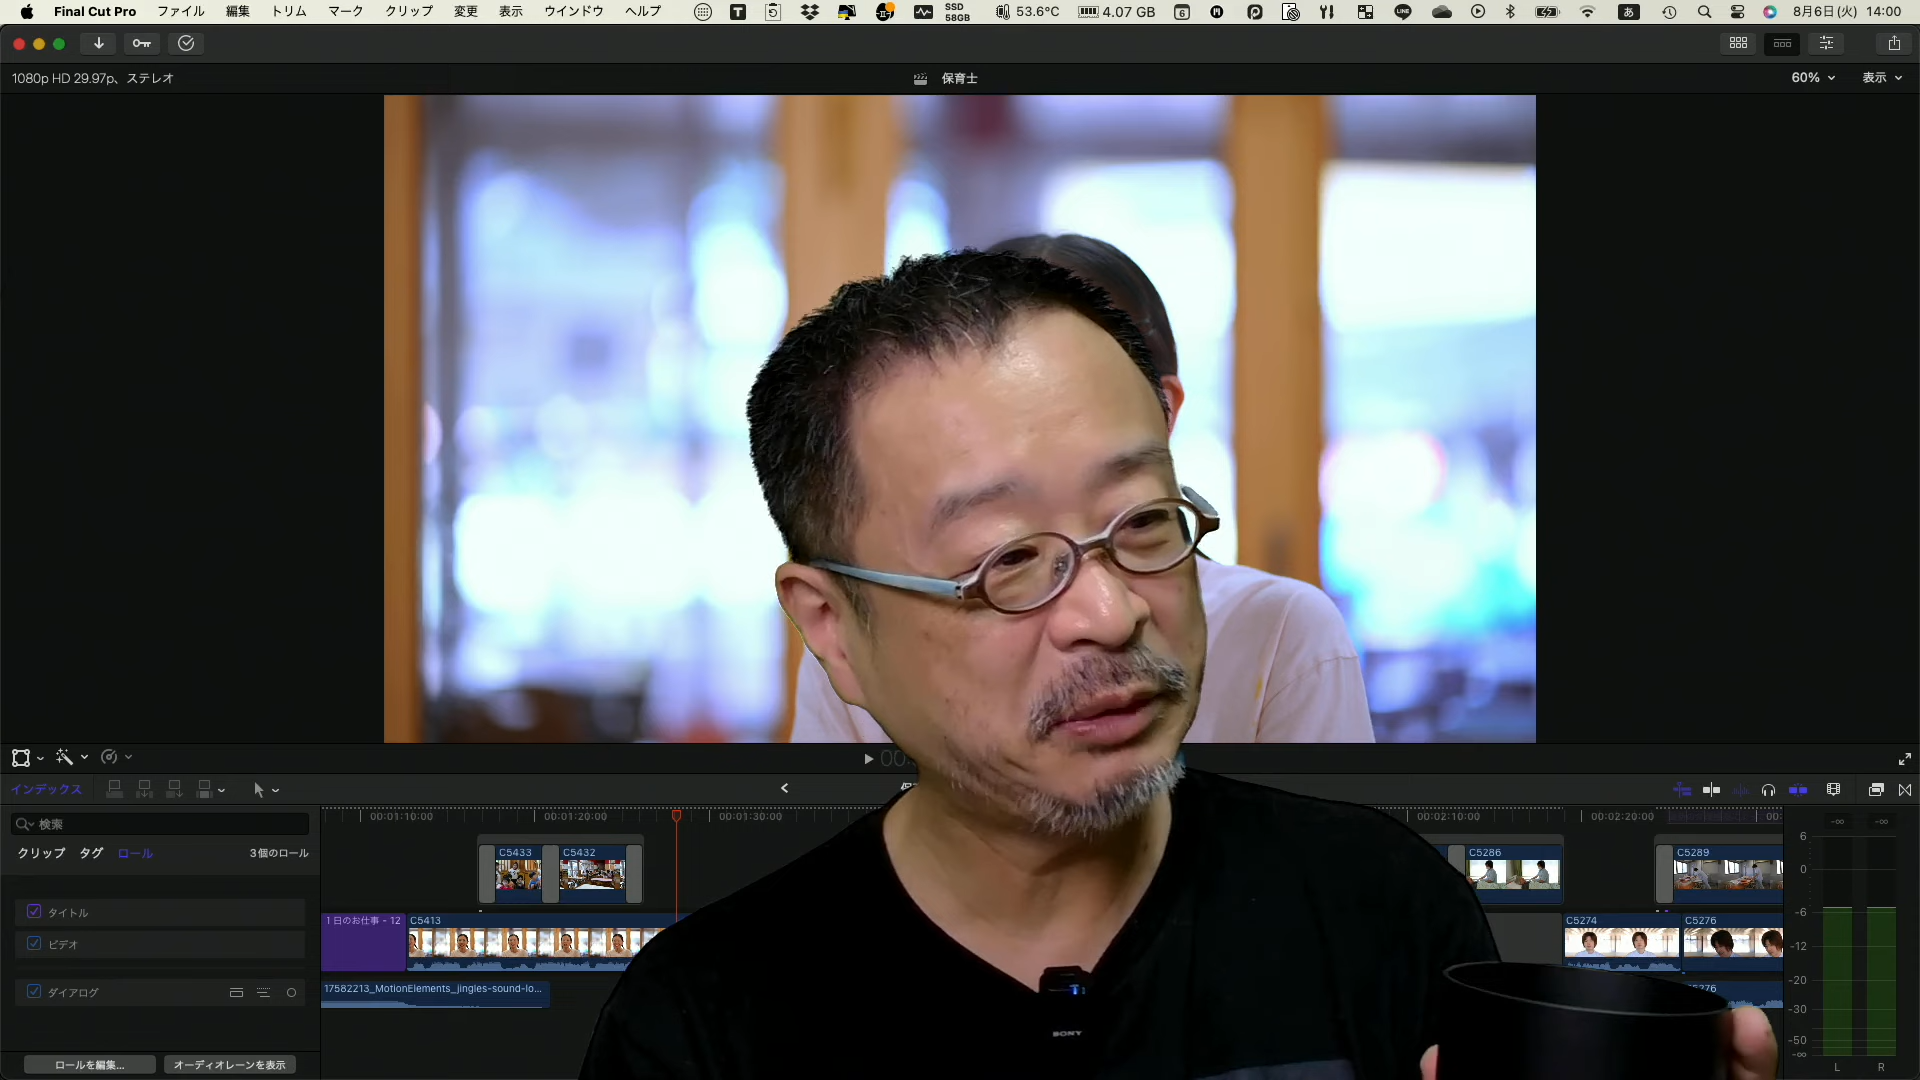 Final Cut Pro ファイル 編集 トリム マーク クリップ 変更 表示 ウインドウ ヘルプ SSD 58GB 53.6°C 4.07 GB 6 LINE あ 8月6日(火) 14:00
1080p HD 29.97p、ステレオ 保育士 60% 表示
00:
インデックス
検索 00:01:10:00 00:01:20:00 00:01:30:00 00:02:10:00 00:02:20:00 00:
クリップ タグ ロール 3個のロール
C5433 C5432 C5286 C5289
タイトル
1日のお仕事 - 12 C5413 C5274 C5276
ビデオ
ダイアログ
17582213_MotionElements_jingles-sound-lo... 5276
ロールを編集... オーディオレーンを表示
SONY
-∞ -∞
6
0
-6
-12
-20
-30
-50
-∞
L R